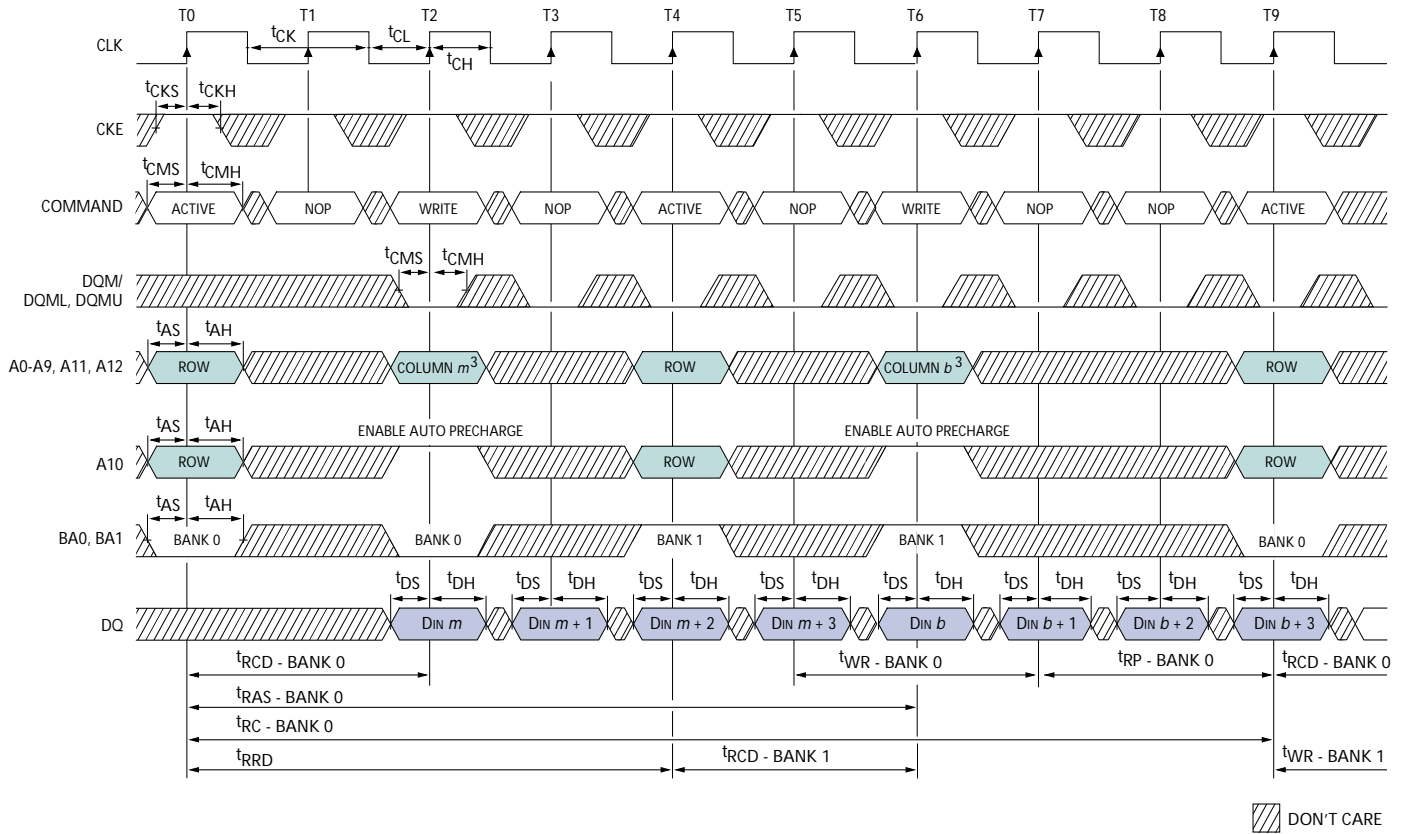 T0 T1 T2 T3 T4 T5 T6 T7 T8 T9
CLK
tCK tCL
tCH
tCKS tCKH
CKE
tCMS tCMH
COMMAND ACTIVE NOP WRITE NOP ACTIVE NOP WRITE NOP NOP ACTIVE
tCMS tCMH
DQM/
DQML, DQMU
tAS tAH
A0-A9, A11, A12 ROW COLUMN m3 ROW COLUMN b3 ROW
tAS tAH ENABLE AUTO PRECHARGE ENABLE AUTO PRECHARGE
A10 ROW ROW ROW
tAS tAH
BA0, BA1 BANK 0 BANK 0 BANK 1 BANK 1 BANK 0
tDS tDH tDS tDH tDS tDH tDS tDH tDS tDH tDS tDH tDS tDH tDS tDH
DQ DIN m DIN m + 1 DIN m + 2 DIN m + 3 DIN b DIN b + 1 DIN b + 2 DIN b + 3
tRCD - BANK 0 tWR - BANK 0 tRP - BANK 0 tRCD - BANK 0
tRAS - BANK 0
tRC - BANK 0
tRRD tRCD - BANK 1 tWR - BANK 1
DON'T CARE